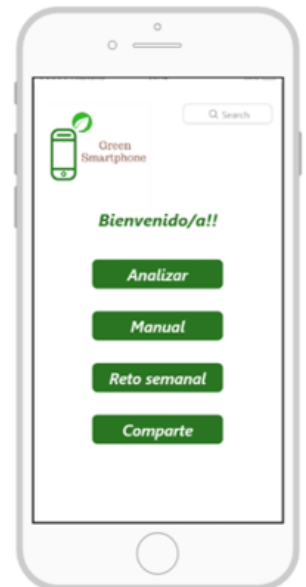 Search
Green
Smartphone
Bienvenido/a!!
Analizar
Manual
Reto semanal
Comparte